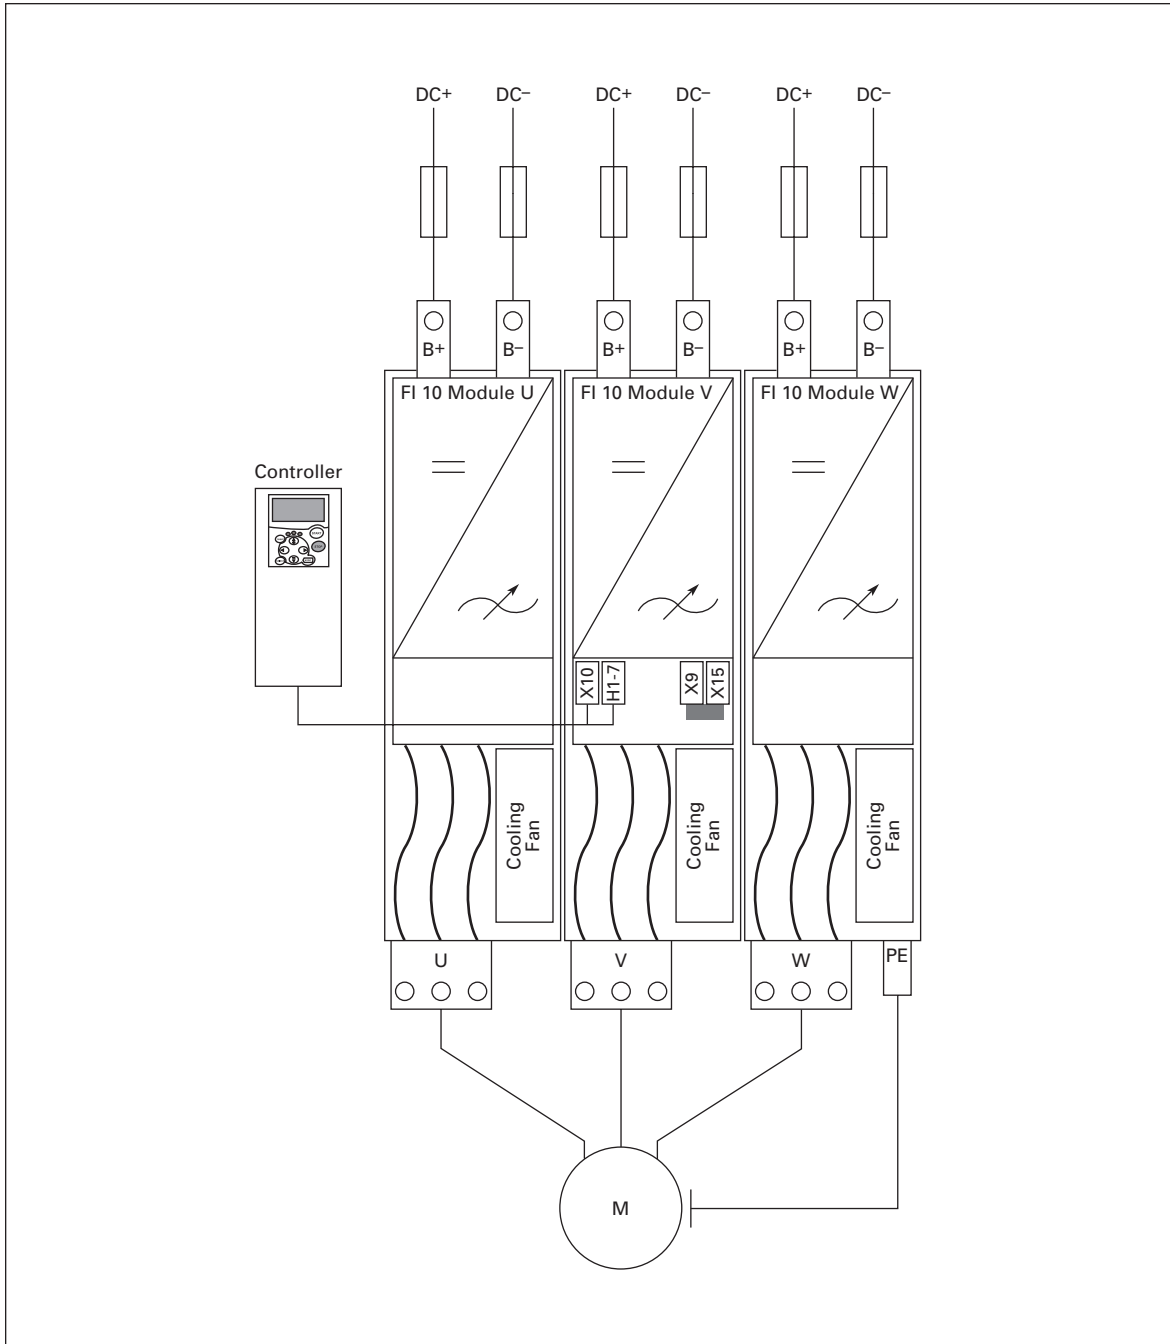 DC+ DC– DC+ DC– DC+ DC–
B+ B– B+ B– B+ B–
FI 10 Module U FI 10 Module V FI 10 Module W
Controller
X10 H1-7 X9 X15
Cooling
Fan
Cooling
Fan
Cooling
Fan
U V W PE
M